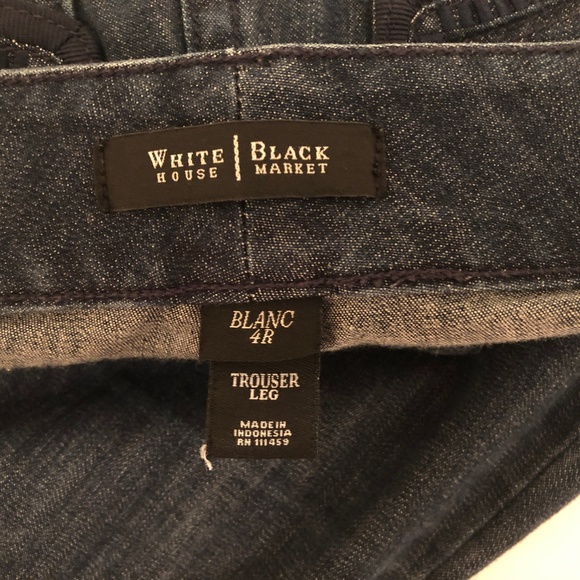 WHITE | BLACK
HOUSE | MARKET
BLANC
4R
TROUSER
LEG
MADE IN
INDONESIA
RN 111459